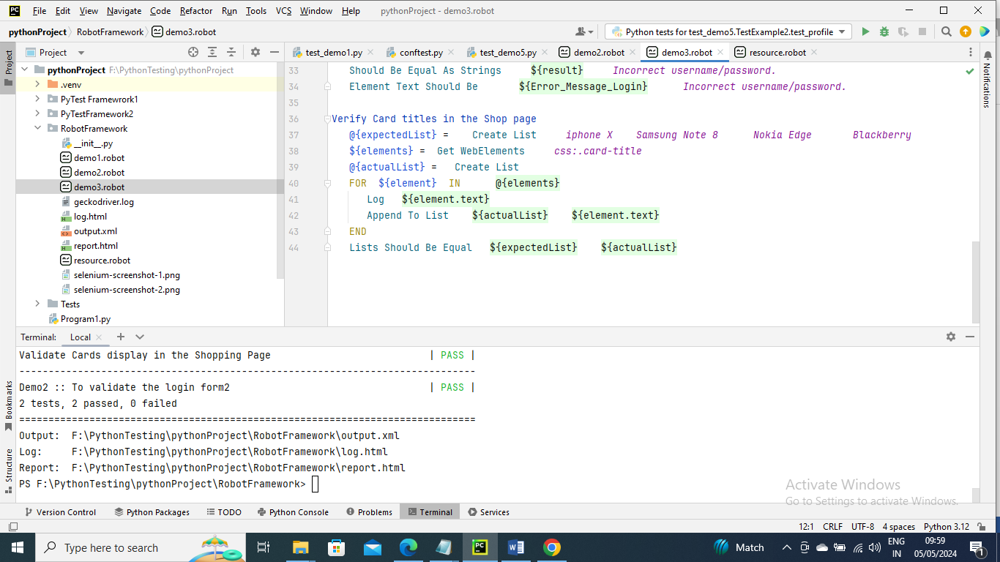 File Edit View Navigate Code Refactor Run Tools VCS Window Help pythonProject - demo3.robot
pythonProject RobotFramework demo3.robot
Python tests for test_demo5.TestExample2.test_profile
Project
test_demo1.py conftest.py test_demo5.py demo2.robot demo3.robot resource.robot
Project
Notifications
pythonProject F:\PythonTesting\pythonProject
.venv
PyTest Framewrork1
PyTestFramework2
RobotFramework
__init__.py
demo1.robot
demo2.robot
demo3.robot
geckodriver.log
log.html
output.xml
report.html
resource.robot
selenium-screenshot-1.png
selenium-screenshot-2.png
Tests
Program1.py
33 Should Be Equal As Strings ${result} Incorrect username/password.
34 Element Text Should Be ${Error_Message_Login} Incorrect username/password.
35
36 Verify Card titles in the Shop page
37 @{expectedList} = Create List iphone X Samsung Note 8 Nokia Edge Blackberry
38 ${elements} = Get WebElements css:.card-title
39 @{actualList} = Create List
40 FOR ${element} IN @{elements}
41 Log ${element.text}
42 Append To List ${actualList} ${element.text}
43 END
44 Lists Should Be Equal ${expectedList} ${actualList}
Terminal: Local
Validate Cards display in the Shopping Page | PASS |
------------------------------------------------------------------------------
Demo2 :: To validate the login form2 | PASS |
2 tests, 2 passed, 0 failed
==============================================================================
Output: F:\PythonTesting\pythonProject\RobotFramework\output.xml
Log: F:\PythonTesting\pythonProject\RobotFramework\log.html
Report: F:\PythonTesting\pythonProject\RobotFramework\report.html
PS F:\PythonTesting\pythonProject\RobotFramework>
Bookmarks
Structure
Activate Windows
Go to Settings to activate Windows.
Version Control Python Packages TODO Python Console Problems Terminal Services
12:1 CRLF UTF-8 4 spaces Python 3.12
Type here to search
Match
ENG
IN
09:59
05/05/2024
1